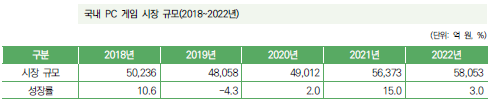 국내 PC 게임 시장 규모(2018~2022년)
(단위: 억 원, %)
구분 2018년 2019년 2020년 2021년 2022년
시장 규모 50,236 48,058 49,012 56,373 58,053
성장률 10.6 -4.3 2.0 15.0 3.0